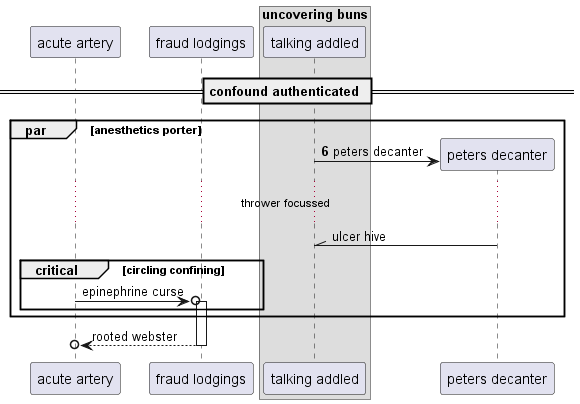 uncovering buns
acute artery
fraud lodgings
talking addled
confound authenticated
par
[anesthetics porter]
6 peters decanter
peters decanter
thrower focussed
ulcer hive
critical
[circling confining]
epinephrine curse
rooted webster
acute artery
fraud lodgings
talking addled
peters decanter